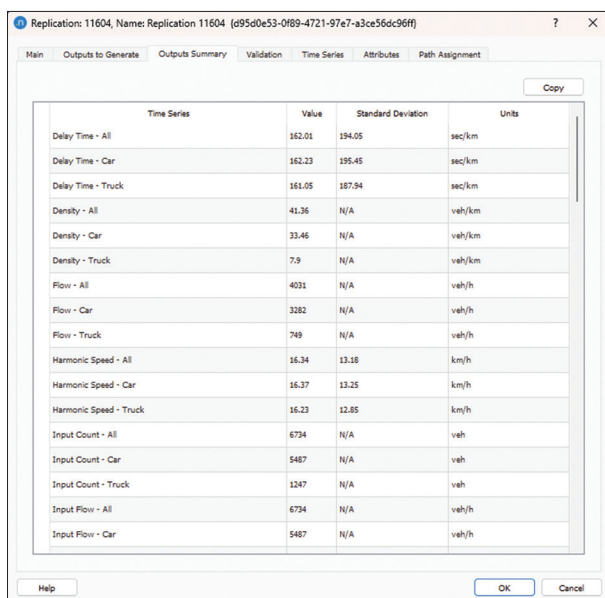 n Replication: 11604, Name: Replication 11604 {d95d0e53-0f89-4721-97e7-a3ce56dc96ff} ? ×
Main Outputs to Generate Outputs Summary Validation Time Series Attributes Path Assignment
Copy
Time Series Value Standard Deviation Units
Delay Time - All 162.01 194.05 sec/km
Delay Time - Car 162.23 195.45 sec/km
Delay Time - Truck 161.05 187.94 sec/km
Density - All 41.36 N/A veh/km
Density - Car 33.46 N/A veh/km
Density - Truck 7.9 N/A veh/km
Flow - All 4031 N/A veh/h
Flow - Car 3282 N/A veh/h
Flow - Truck 749 N/A veh/h
Harmonic Speed - All 16.34 13.18 km/h
Harmonic Speed - Car 16.37 13.25 km/h
Harmonic Speed - Truck 16.23 12.85 km/h
Input Count - All 6734 N/A veh
Input Count - Car 5487 N/A veh
Input Count - Truck 1247 N/A veh
Input Flow - All 6734 N/A veh/h
Input Flow - Car 5487 N/A veh/h
Help OK Cancel